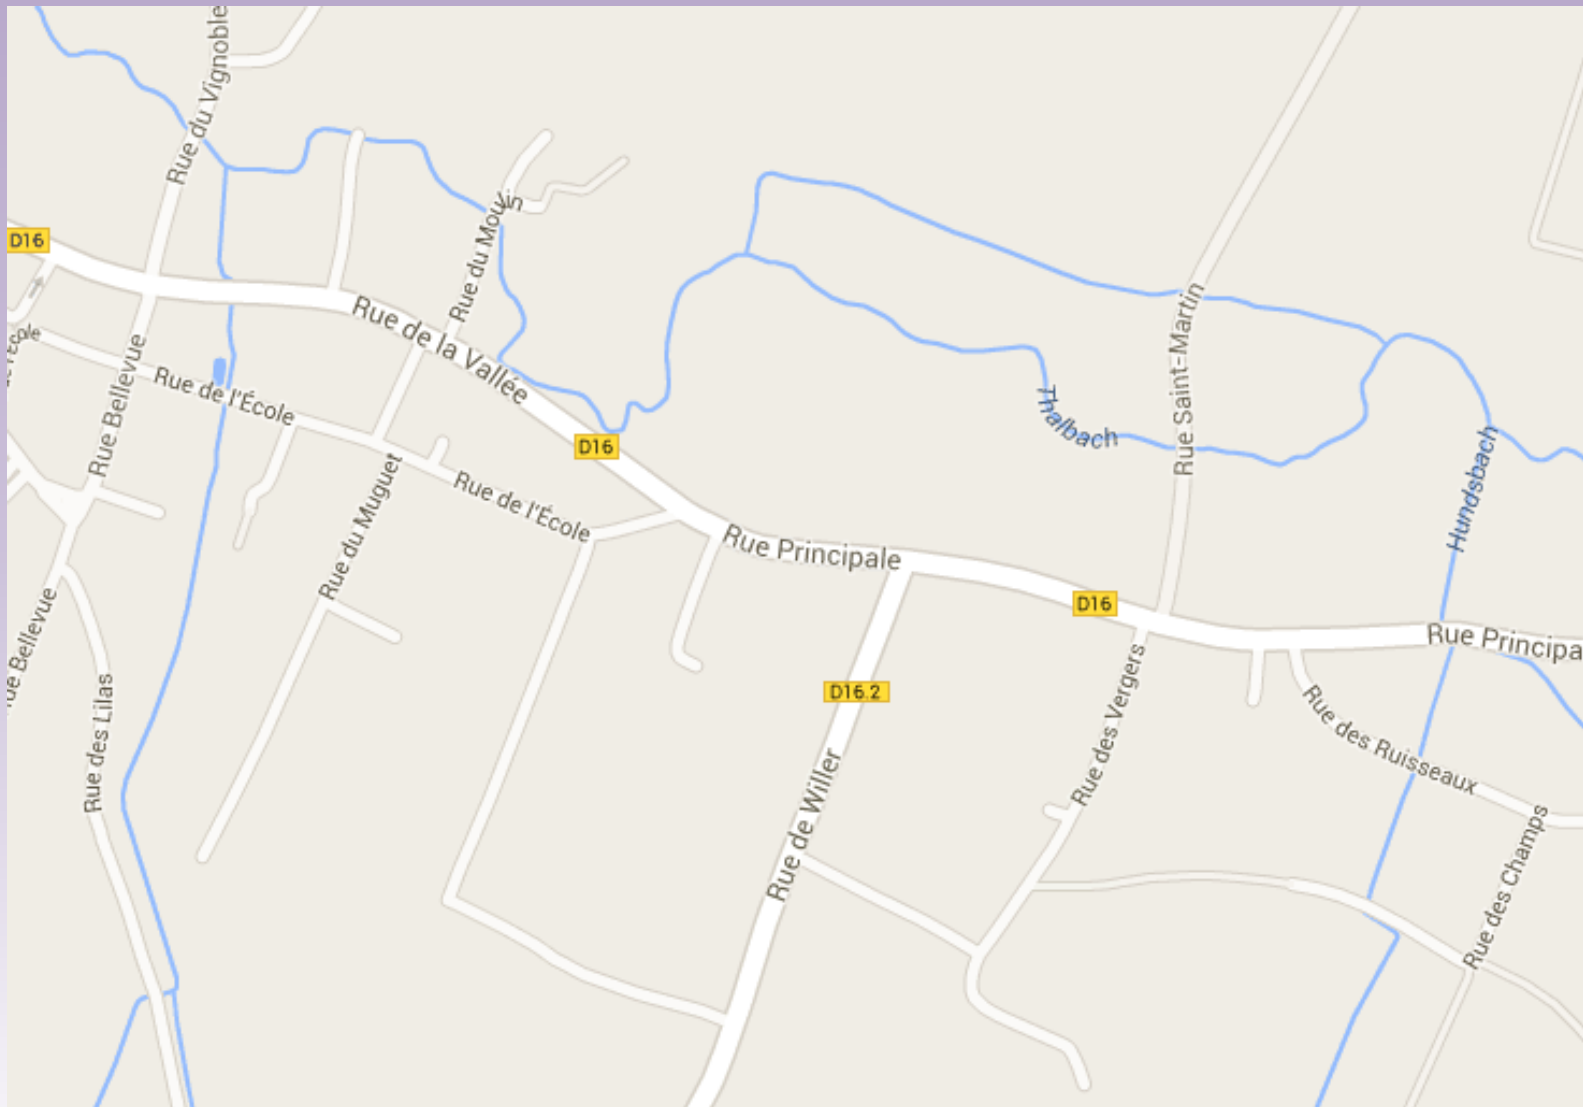 Rue du Vignoble
D16
Rue du Moulin
Rue de la Vallée
Rue Saint-Martin
Rue Bellevue
Rue de l'École
Thalbach
D16
Hundsbach
Rue du Muguet
Rue de l'École
Rue Principale
D16
Rue Principa
ue Bellevue
D16.2
Rue des Vergers
Rue des Lilas
Rue des Ruisseaux
Rue de Willer
Rue des Champs